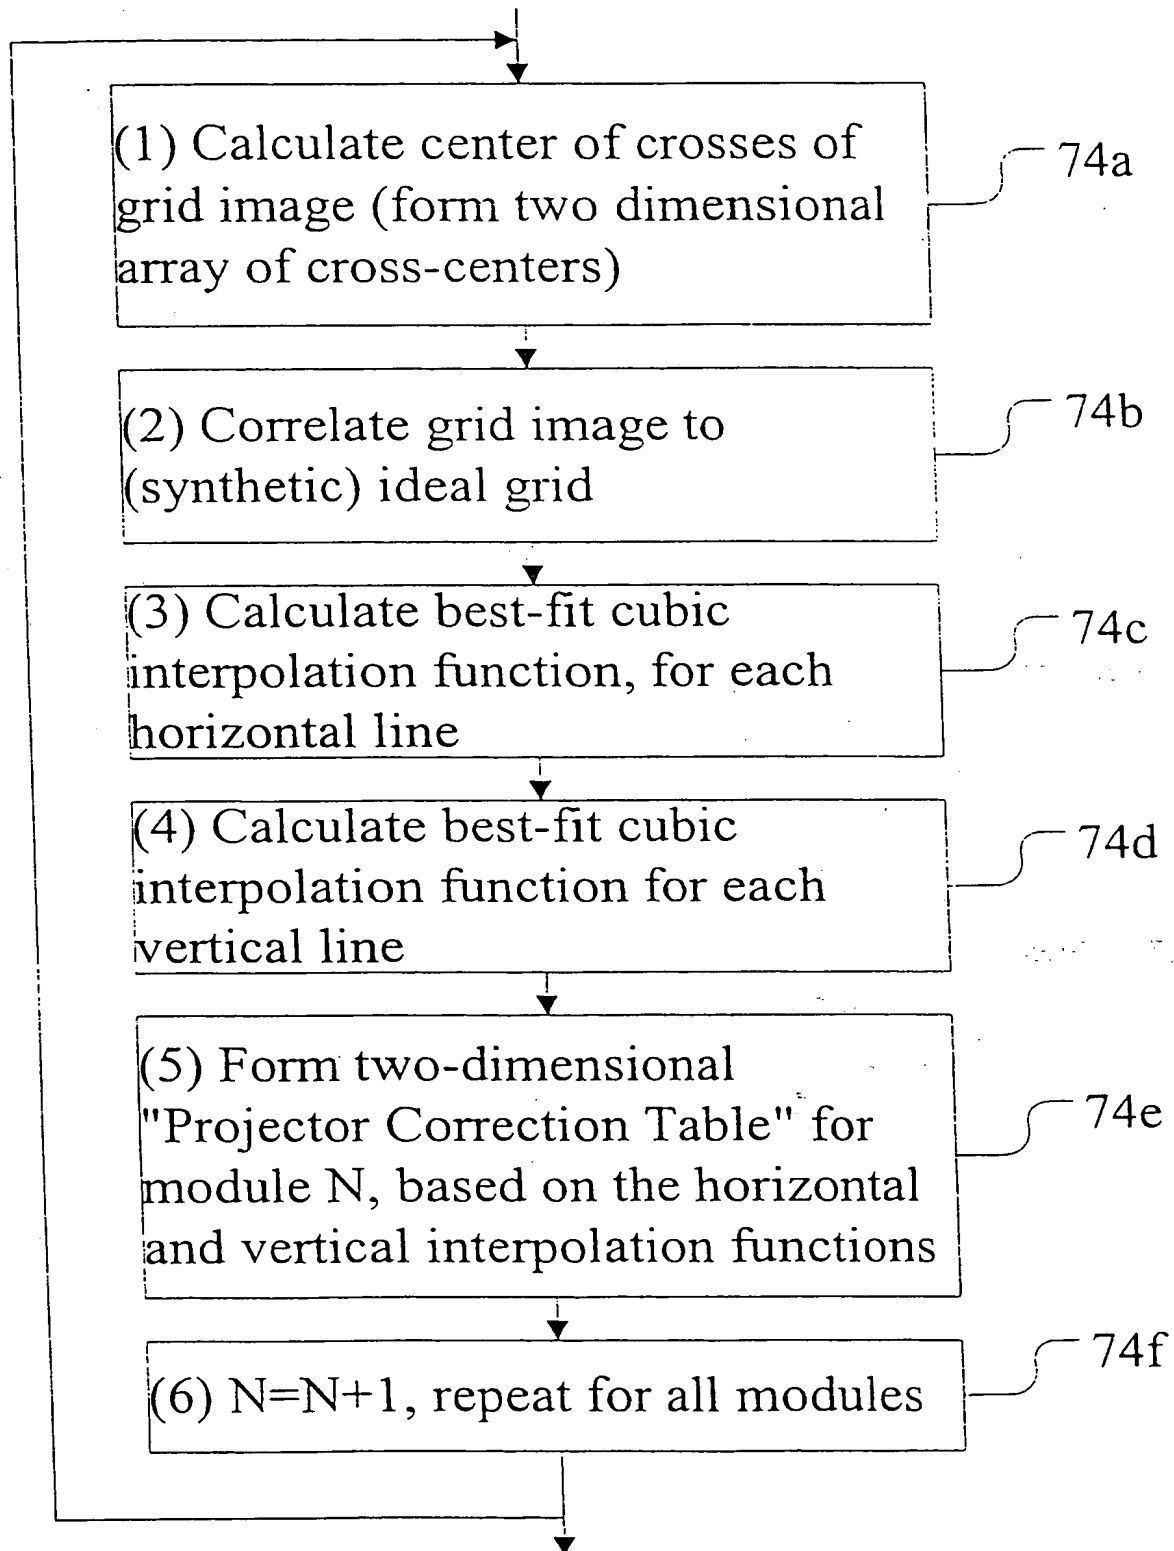 (1) Calculate center of crosses of
grid image (form two dimensional
array of cross-centers)
74a
(2) Correlate grid image to
(synthetic) ideal grid
74b
(3) Calculate best-fit cubic
interpolation function, for each
horizontal line
74c
(4) Calculate best-fit cubic
interpolation function for each
vertical line
74d
(5) Form two-dimensional
"Projector Correction Table" for
module N, based on the horizontal
and vertical interpolation functions
74e
(6) N=N+1, repeat for all modules
74f